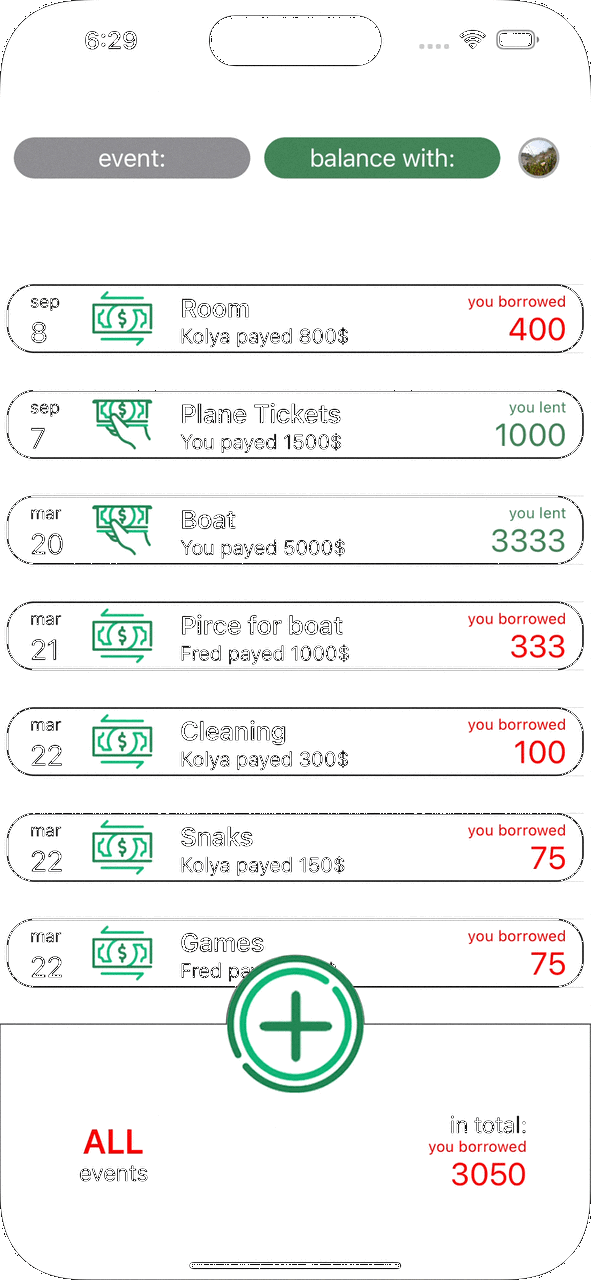 6:29
event:
balance with:
sep
8
Room
Kolya payed 800$
you borrowed
400
sep
7
Plane Tickets
You payed 1500$
you lent
1000
mar
20
Boat
You payed 5000$
you lent
3333
mar
21
Pirce for boat
Fred payed 1000$
you borrowed
333
mar
22
Cleaning
Kolya payed 300$
you borrowed
100
mar
22
Snaks
Kolya payed 150$
you borrowed
75
mar
22
Games
Fred
you borrowed
75
ALL
events
in total:
you borrowed
3050